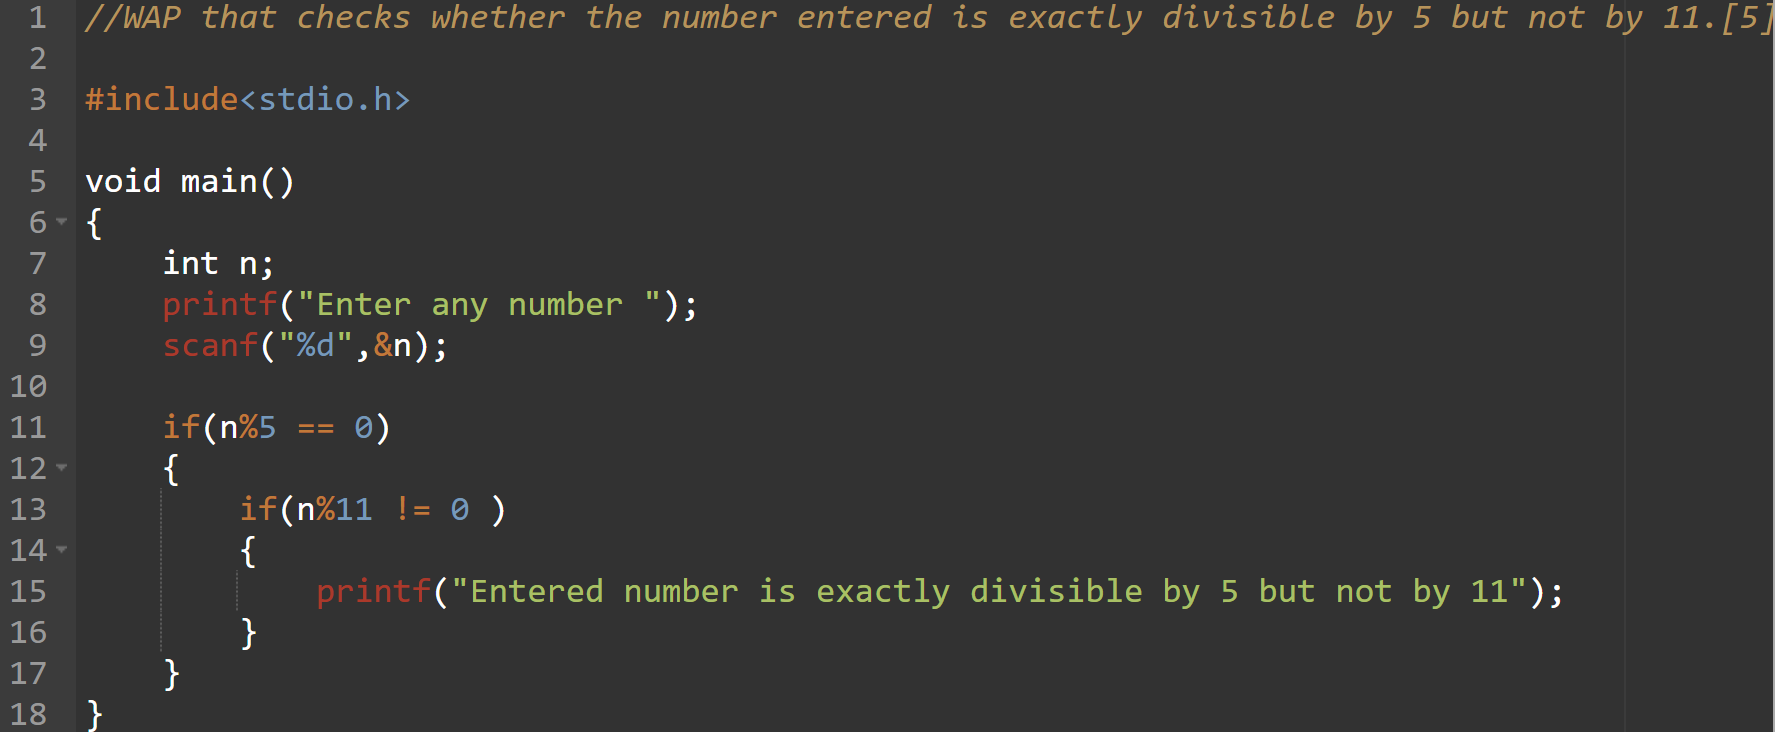 1 //WAP that checks whether the number entered is exactly divisible by 5 but not by 11.[5]
2
3 #include<stdio.h>
4
5 void main()
6 {
7     int n;
8     printf("Enter any number ");
9     scanf("%d",&n);
10
11     if(n%5 == 0)
12     {
13         if(n%11 != 0 )
14         {
15             printf("Entered number is exactly divisible by 5 but not by 11");
16         }
17     }
18 }